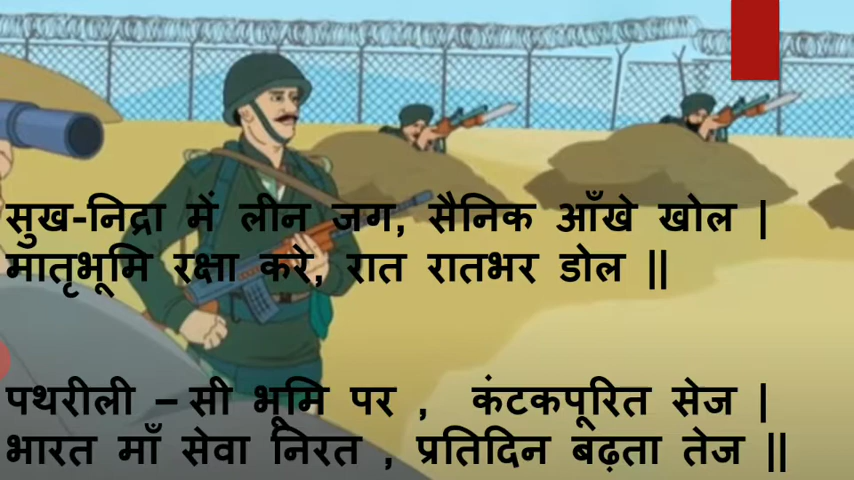 सुख-निद्रा में लीन जग, सैनिक आँखे खोल |
मातृभूमि रक्षा करे, रात रातभर डोल ||
पथरीली – सी भूमि पर , कंटकपूरित सेज |
भारत माँ सेवा निरत , प्रतिदिन बढ़ता तेज ||